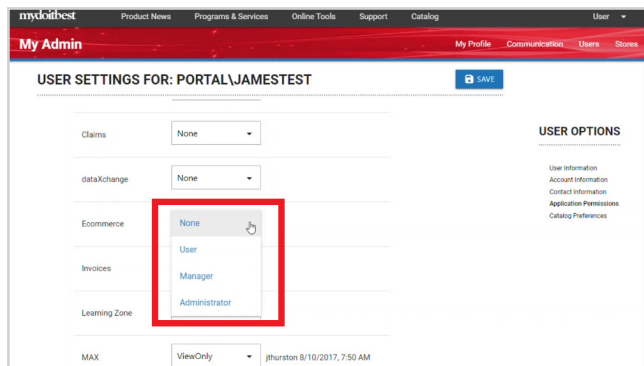 mydoitbest Product News Programs & Services Online Tools Support Catalog User
My Admin My Profile Communication Users Stores
USER SETTINGS FOR: PORTAL\JAMESTEST SAVE
Claims None
USER OPTIONS
User Information
dataXchange None
Account Information
Contact Information
Application Permissions
Catalog Preferences
Ecommerce None
User
Invoices
Manager
Administrator
Learning Zone
MAX ViewOnly jthurston 8/10/2017, 7:50 AM